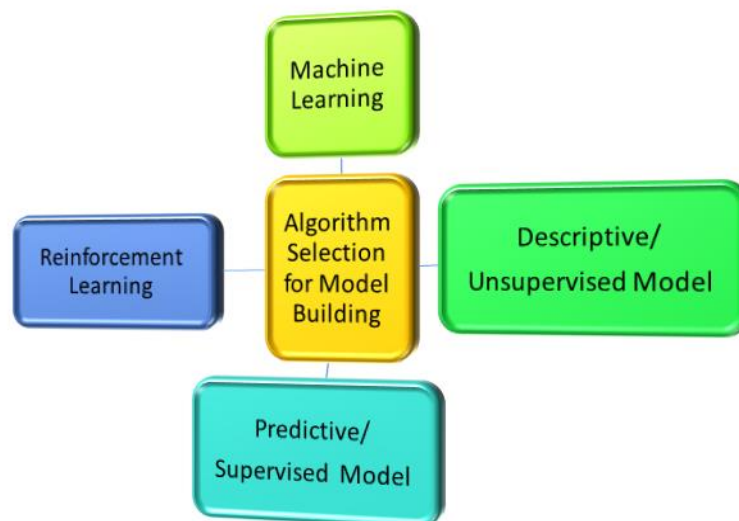 Machine
Learning
Reinforcement
Learning
Algorithm
Selection
for Model
Building
Descriptive/
Unsupervised Model
Predictive/
Supervised Model